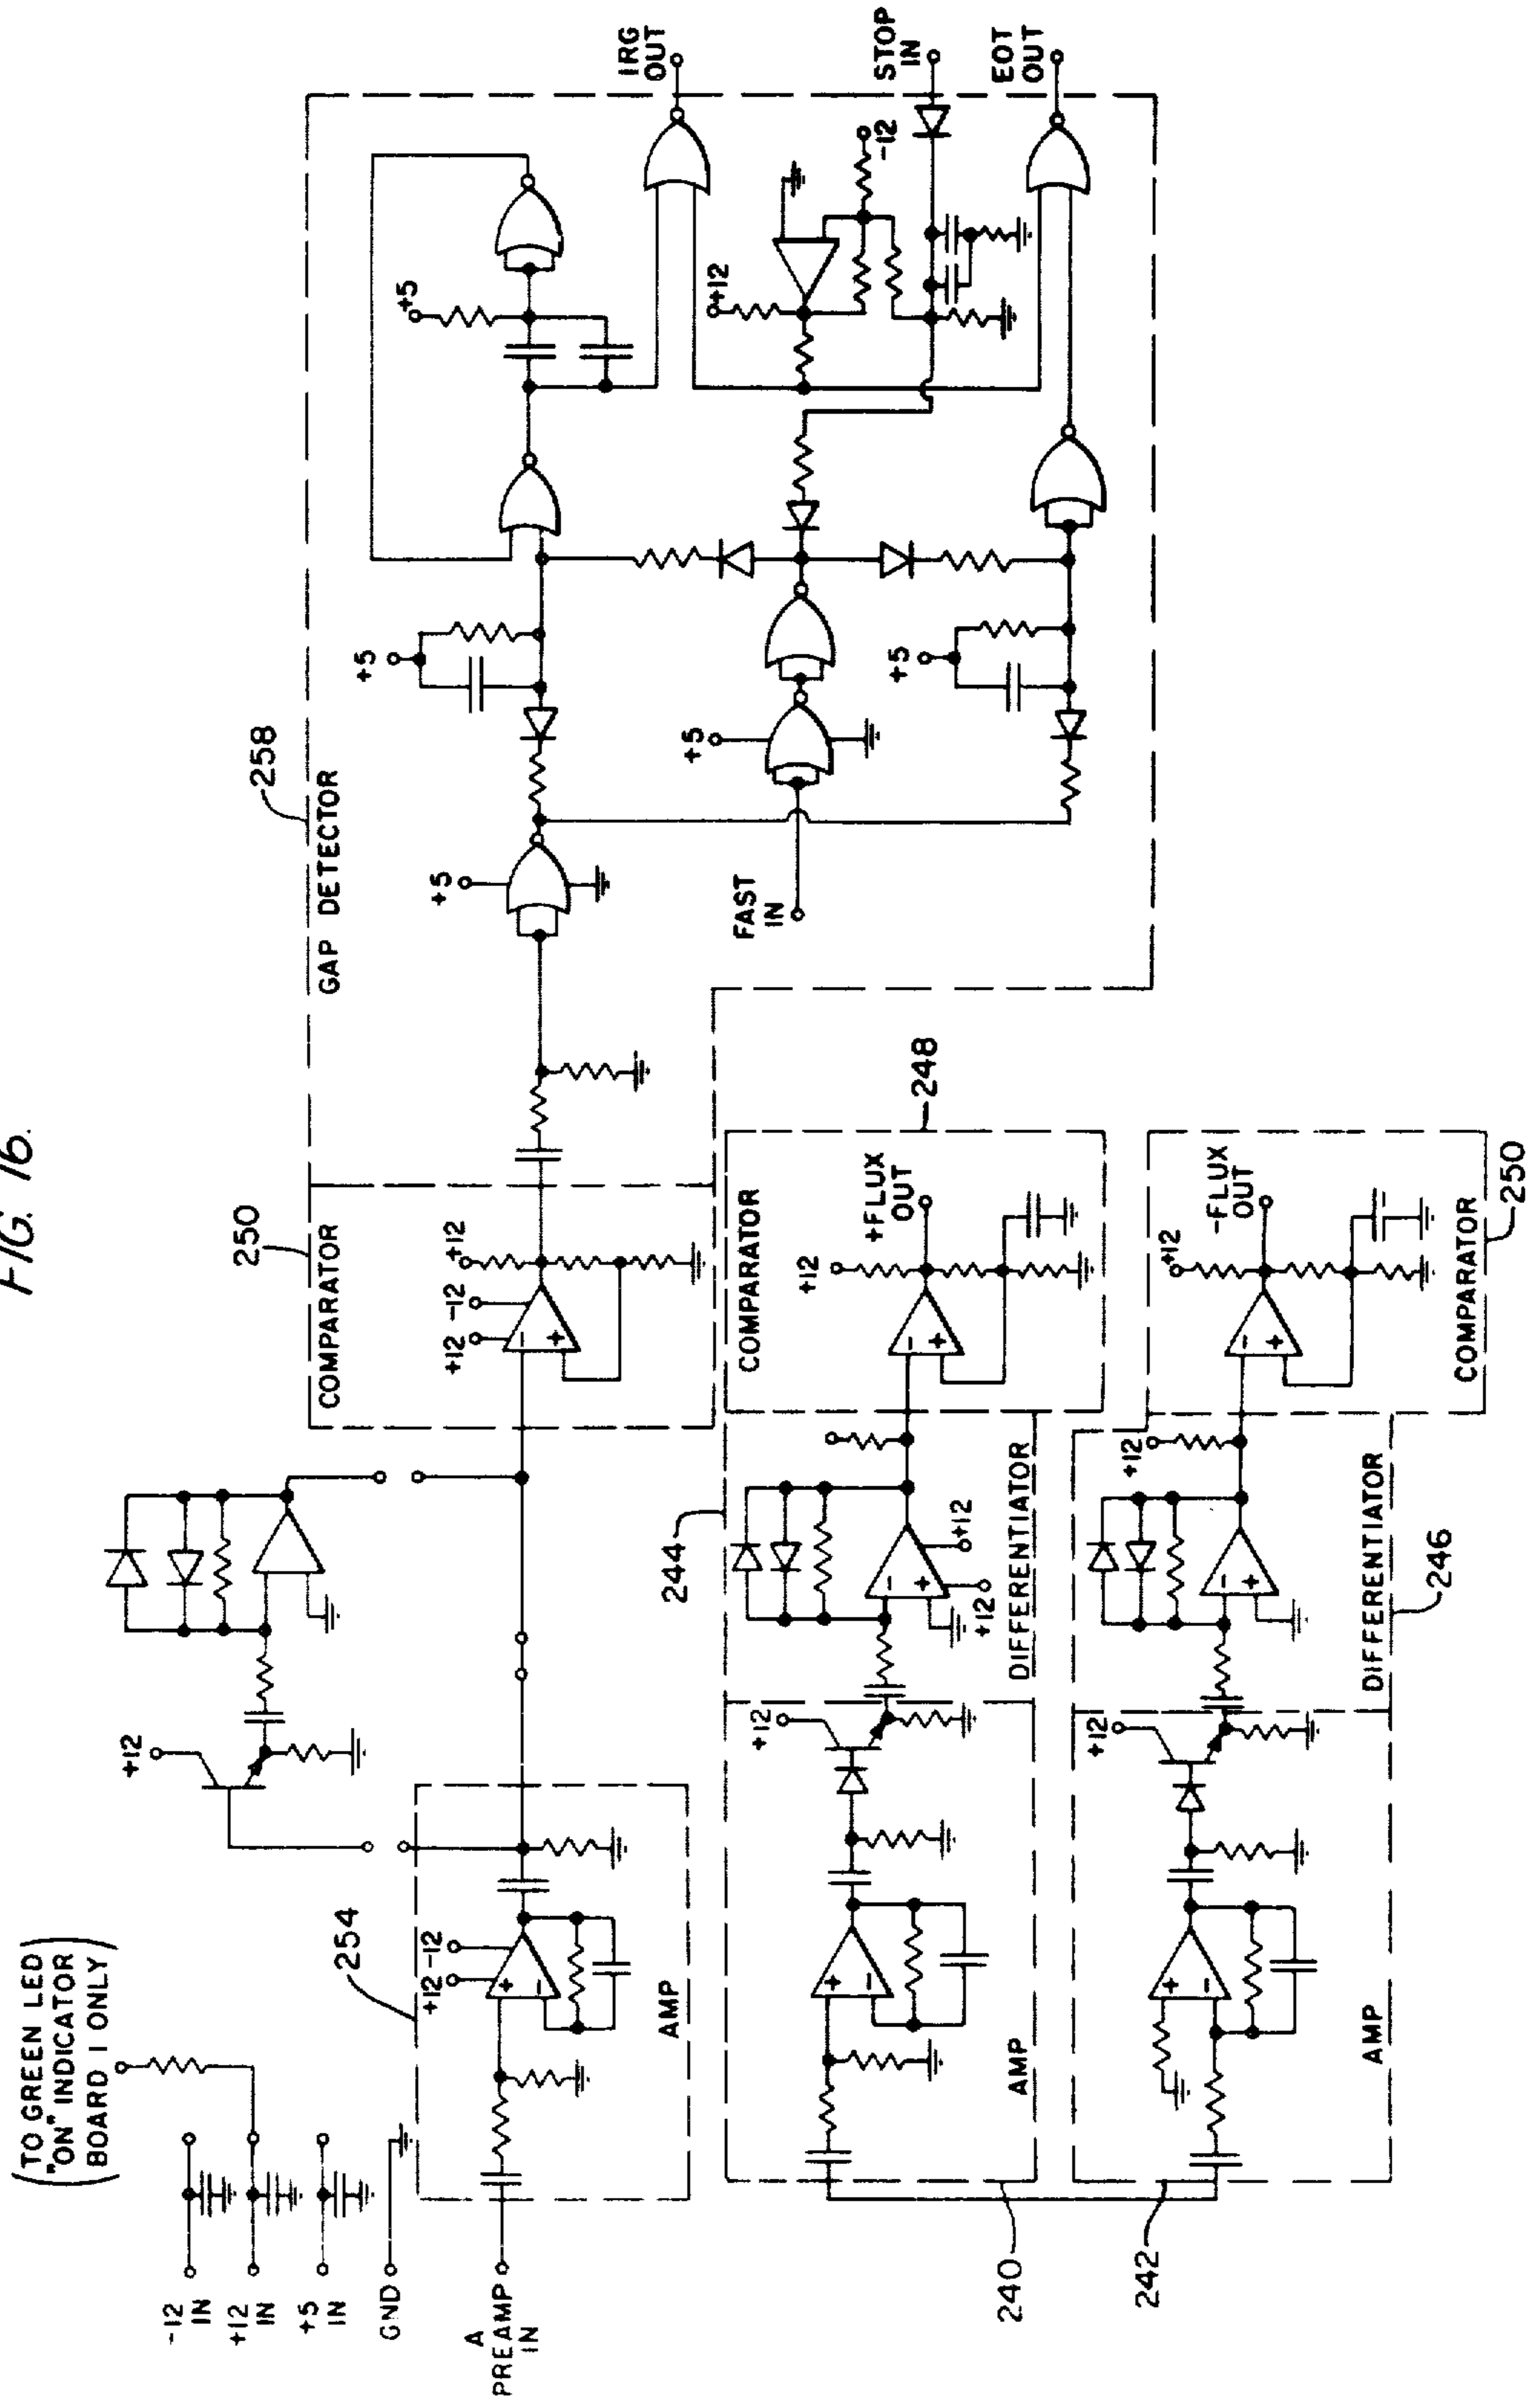 FIG. 16.
(TO GREEN LED
"ON" INDICATOR
BOARD 1 ONLY)
-12
IN
+12
IN
+5
IN
GND
A
PREAMP
IN
254
+12
-12
+
-
AMP
+12
250
COMPARATOR
+12
-12
+12
-
+
258
GAP DETECTOR
+5
+5
+5
+5
+5
FAST
IN
+12
-12
IRG
OUT
STOP
IN
EOT
OUT
240
+
-
AMP
+12
244
-
+
+12
+12
DIFFERENTIATOR
COMPARATOR
248
+12
-
+
+FLUX
OUT
242
+
-
AMP
+12
-
+
+12
DIFFERENTIATOR
246
+12
-
+
-FLUX
OUT
COMPARATOR
250